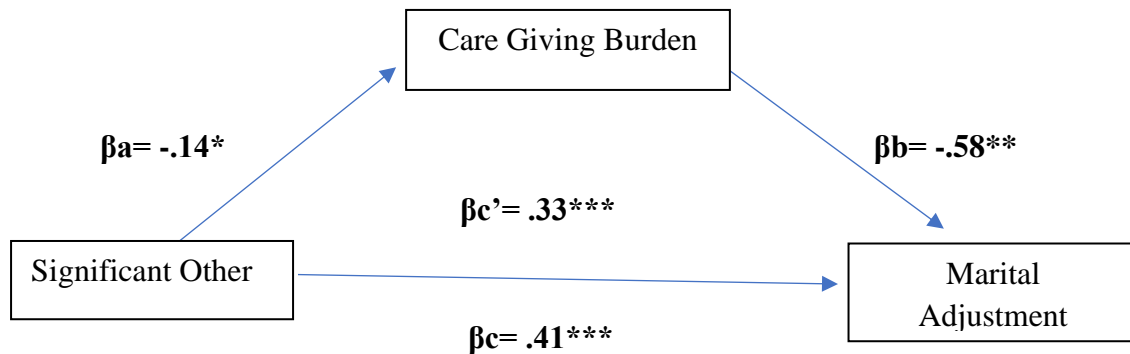 Care Giving Burden
βa= -.14*
βb= -.58**
βc’= .33***
Significant Other
Marital
Adjustment
βc= .41***